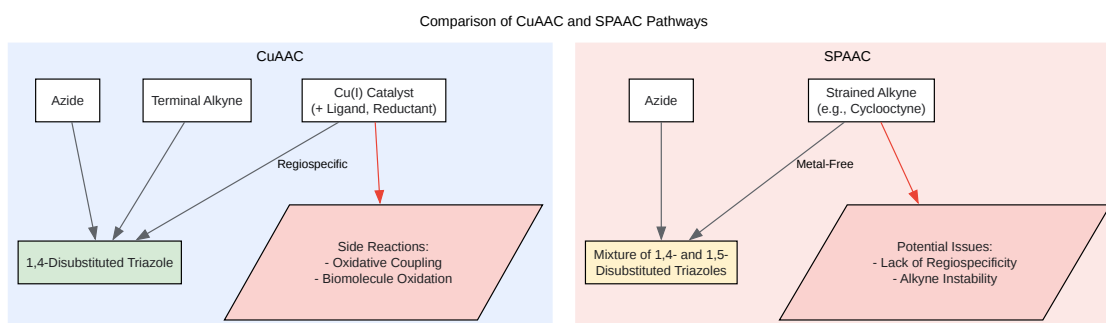 Comparison of CuAAC and SPAAC Pathways
CuAAC
Azide
Terminal Alkyne
Cu(I) Catalyst
(+ Ligand, Reductant)
Regiospecific
1,4-Disubstituted Triazole
Side Reactions:
- Oxidative Coupling
- Biomolecule Oxidation
SPAAC
Azide
Strained Alkyne
(e.g., Cyclooctyne)
Metal-Free
Mixture of 1,4- and 1,5-
Disubstituted Triazoles
Potential Issues:
- Lack of Regiospecificity
- Alkyne Instability